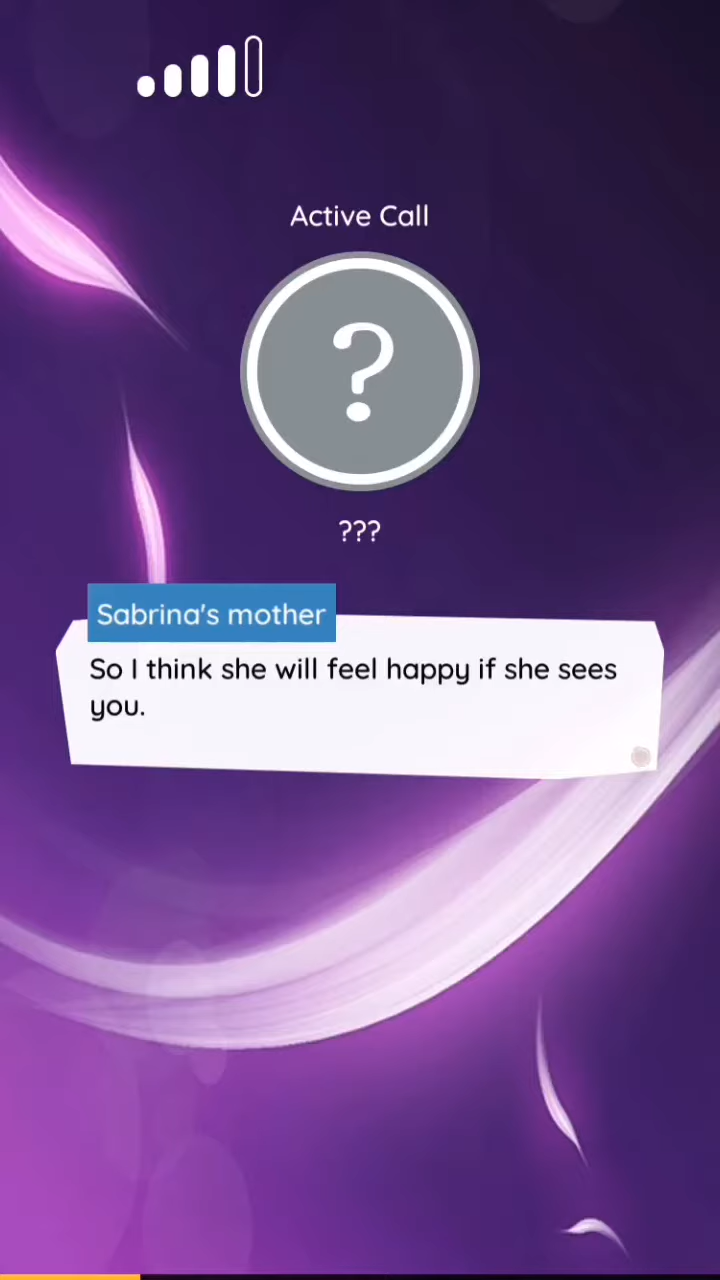 Active Call
?
???
Sabrina's mother
So I think she will feel happy if she sees
you.